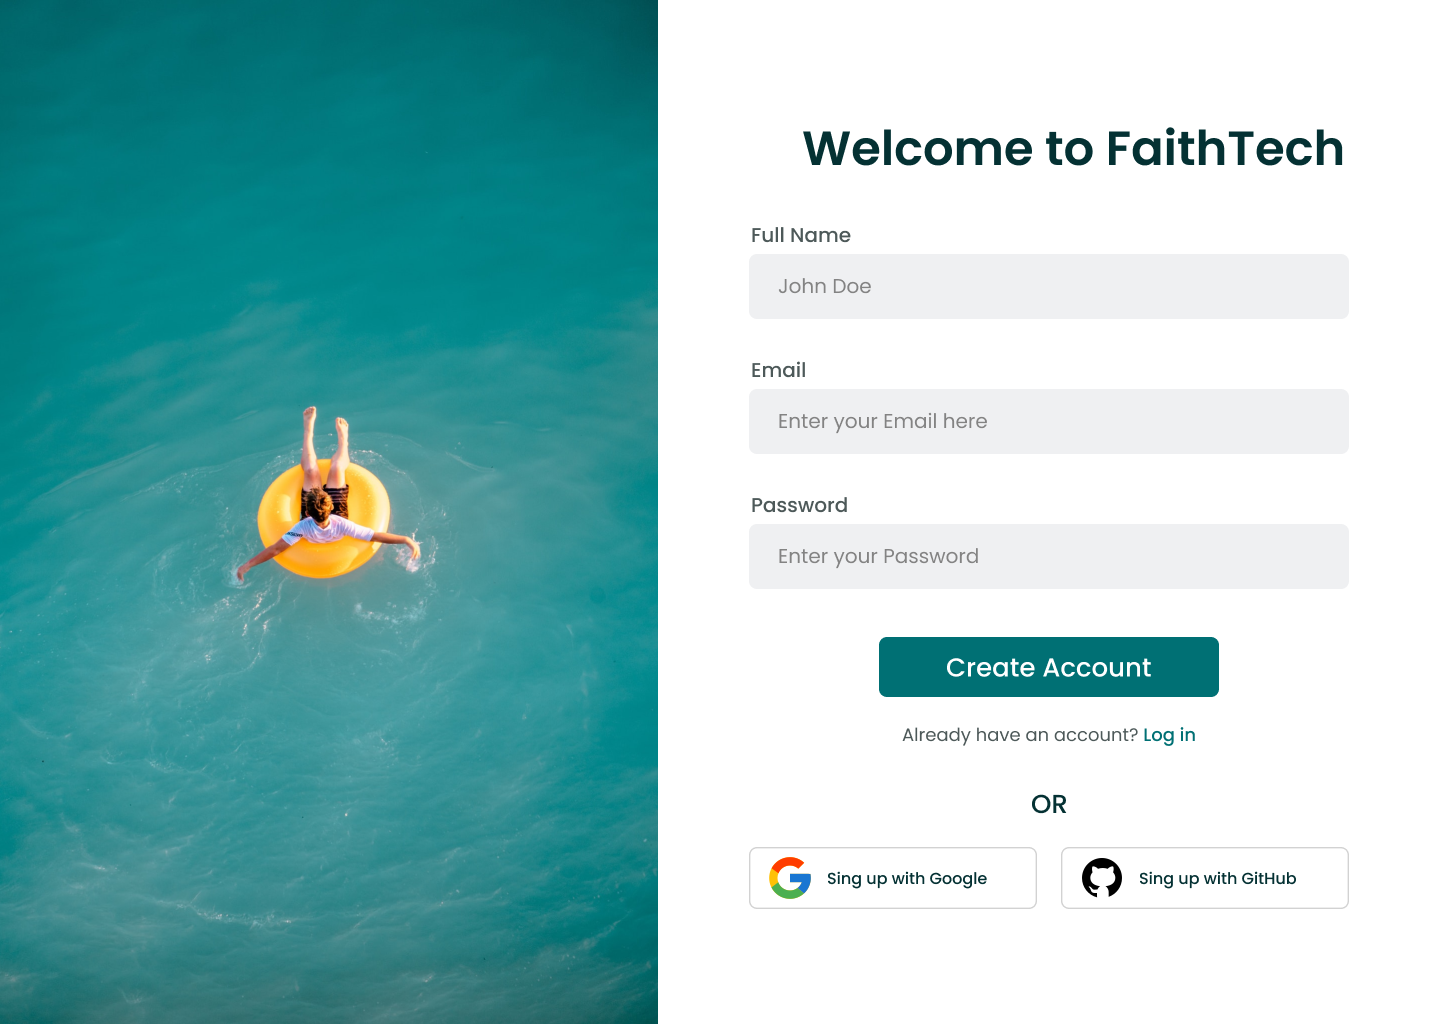 Welcome to FaithTech
Full Name
John Doe
Email
Enter your Email here
Password
Enter your Password
Create Account
Already have an account? Log in
OR
Sing up with Google
Sing up with GitHub